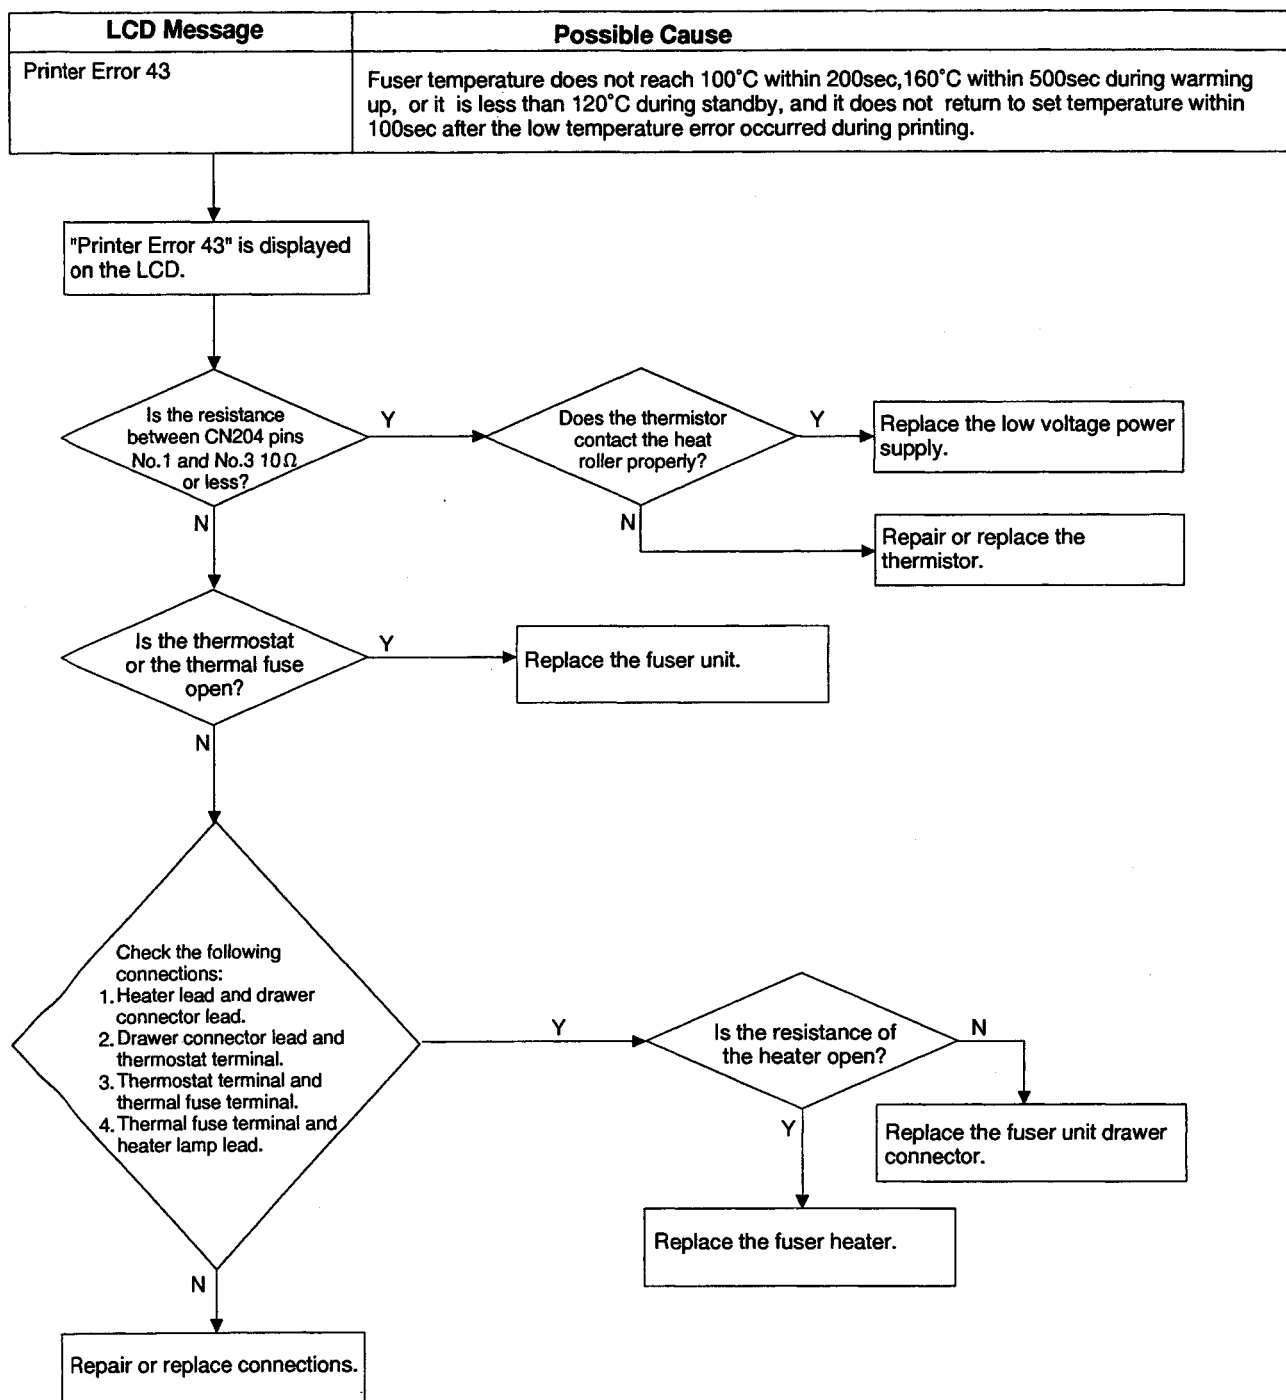 LCD Message
Possible Cause
Printer Error 43
Fuser temperature does not reach 100°C within 200sec,160°C within 500sec during warming
up, or it is less than 120°C during standby, and it does not return to set temperature within
100sec after the low temperature error occurred during printing.
"Printer Error 43" is displayed
on the LCD.
Is the resistance
between CN204 pins
No.1 and No.3 10Ω
or less?
Y
Does the thermistor
contact the heat
roller properly?
Y
Replace the low voltage power
supply.
N
N
Repair or replace the
thermistor.
Is the thermostat
or the thermal fuse
open?
Y
Replace the fuser unit.
N
Check the following
connections:
1. Heater lead and drawer
connector lead.
2. Drawer connector lead and
thermostat terminal.
3. Thermostat terminal and
thermal fuse terminal.
4. Thermal fuse terminal and
heater lamp lead.
Y
Is the resistance of
the heater open?
N
Y
Replace the fuser unit drawer
connector.
Replace the fuser heater.
N
Repair or replace connections.